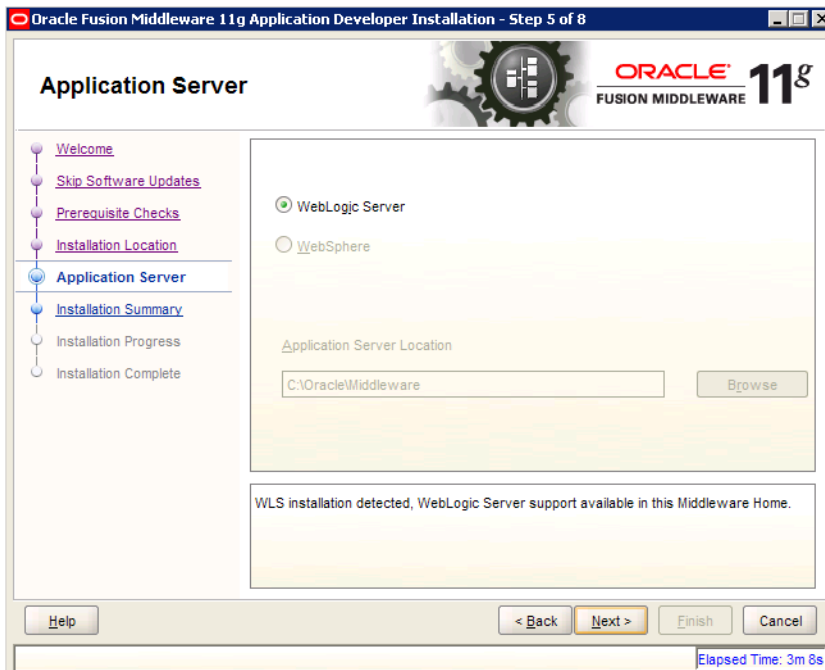 Oracle Fusion Middleware 11g Application Developer Installation - Step 5 of 8
Application Server
ORACLE
FUSION MIDDLEWARE
11g
Welcome
Skip Software Updates
Prerequisite Checks
Installation Location
Application Server
Installation Summary
Installation Progress
Installation Complete
WebLogic Server
WebSphere
Application Server Location
C:\Oracle\Middleware
Browse
WLS installation detected, WebLogic Server support available in this Middleware Home.
Help
< Back
Next >
Finish
Cancel
Elapsed Time: 3m 8s